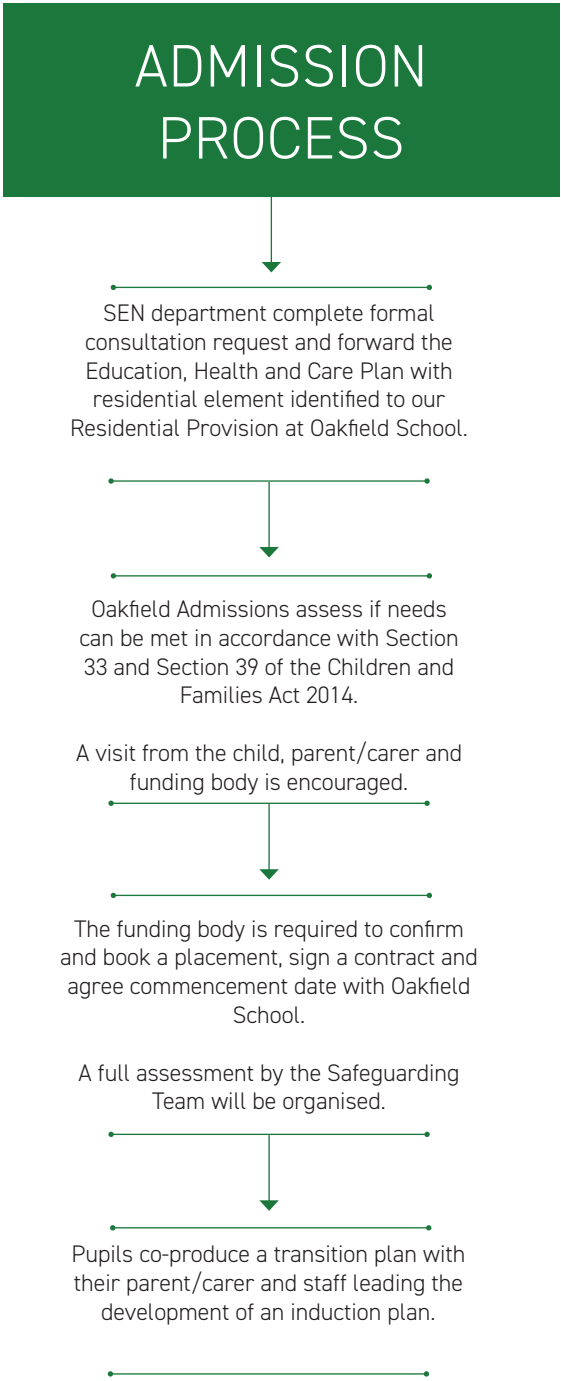 ADMISSION
PROCESS
SEN department complete formal
consultation request and forward the
Education, Health and Care Plan with
residential element identified to our
Residential Provision at Oakfield School.
Oakfield Admissions assess if needs
can be met in accordance with Section
33 and Section 39 of the Children and
Families Act 2014.
A visit from the child, parent/carer and
funding body is encouraged.
The funding body is required to confirm
and book a placement, sign a contract and
agree commencement date with Oakfield
School.
A full assessment by the Safeguarding
Team will be organised.
Pupils co-produce a transition plan with
their parent/carer and staff leading the
development of an induction plan.